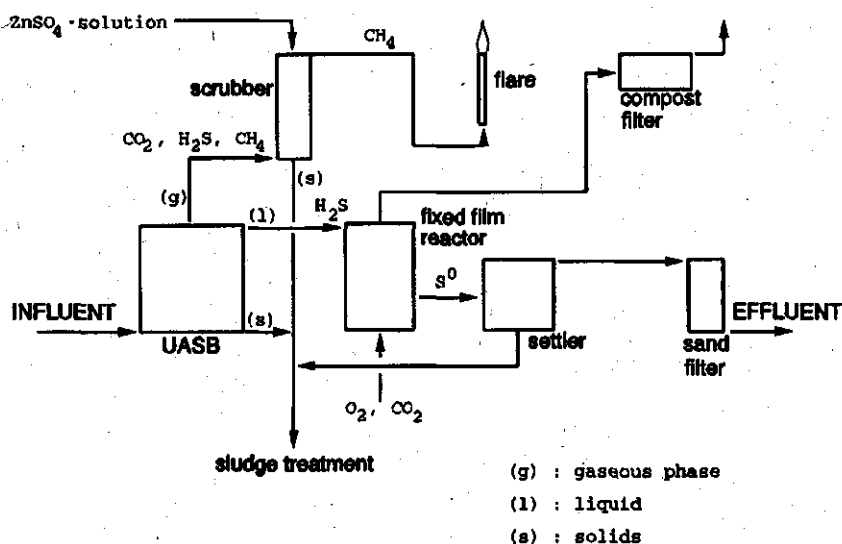 ZnSO4·solution
CH4
scrubber
flare
compost
filter
CO2, H2S, CH4
(g)
(s)
(l)
H2S
fixed film
reactor
S0
INFLUENT
(s)
UASB
settler
sand
filter
EFFLUENT
O2, CO2
sludge treatment
(g) : gaseous phase
(l) : liquid
(s) : solids